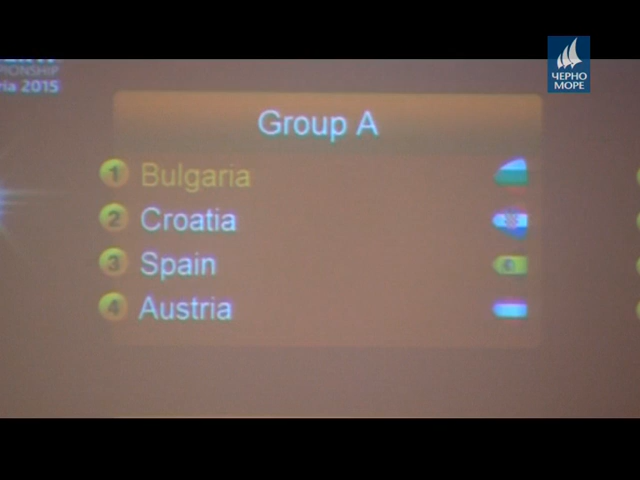 PIONSHIP
ria 2015
ЧЕРНО
МОРЕ
Group A
1 Bulgaria
2 Croatia
3 Spain
4 Austria